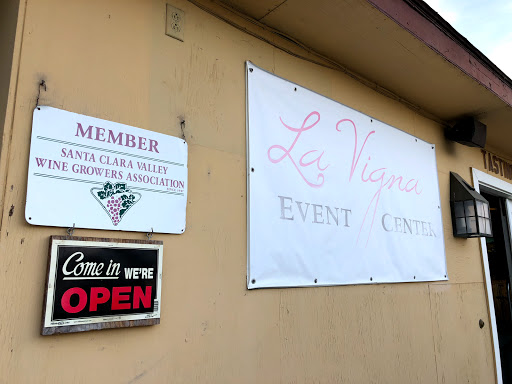 MEMBER
SANTA CLARA VALLEY
WINE GROWERS ASSOCIATION
Come in WE'RE
OPEN
La Vigna
EVENT CENTER